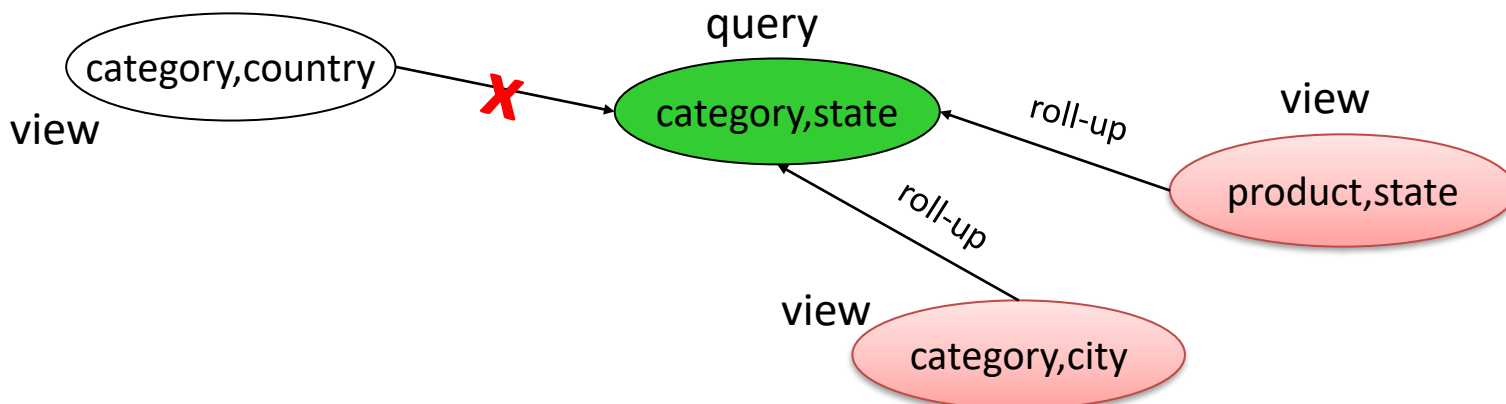 query
category,country
X
category,state
view
roll-up
view
product,state
roll-up
view
category,city